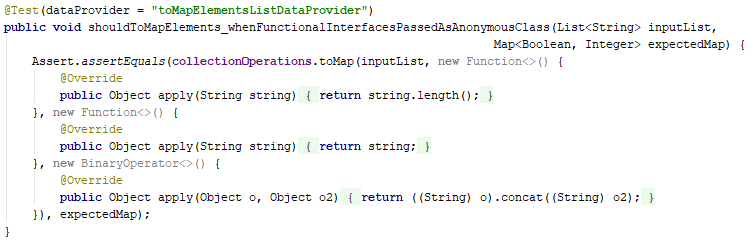 @Test(dataProvider = "toMapElementsListDataProvider")
public void shouldToMapElements_whenFunctionalInterfacesPassedAsAnonymousClass(List<String> inputList,
Map<Boolean, Integer> expectedMap) {
Assert.assertEquals(collectionOperations.toMap(inputList, new Function<>() {
@Override
public Object apply(String string) { return string.length(); }
}, new Function<>() {
@Override
public Object apply(String string) { return string; }
}, new BinaryOperator<>() {
@Override
public Object apply(Object o, Object o2) { return ((String) o).concat((String) o2); }
}), expectedMap);
}